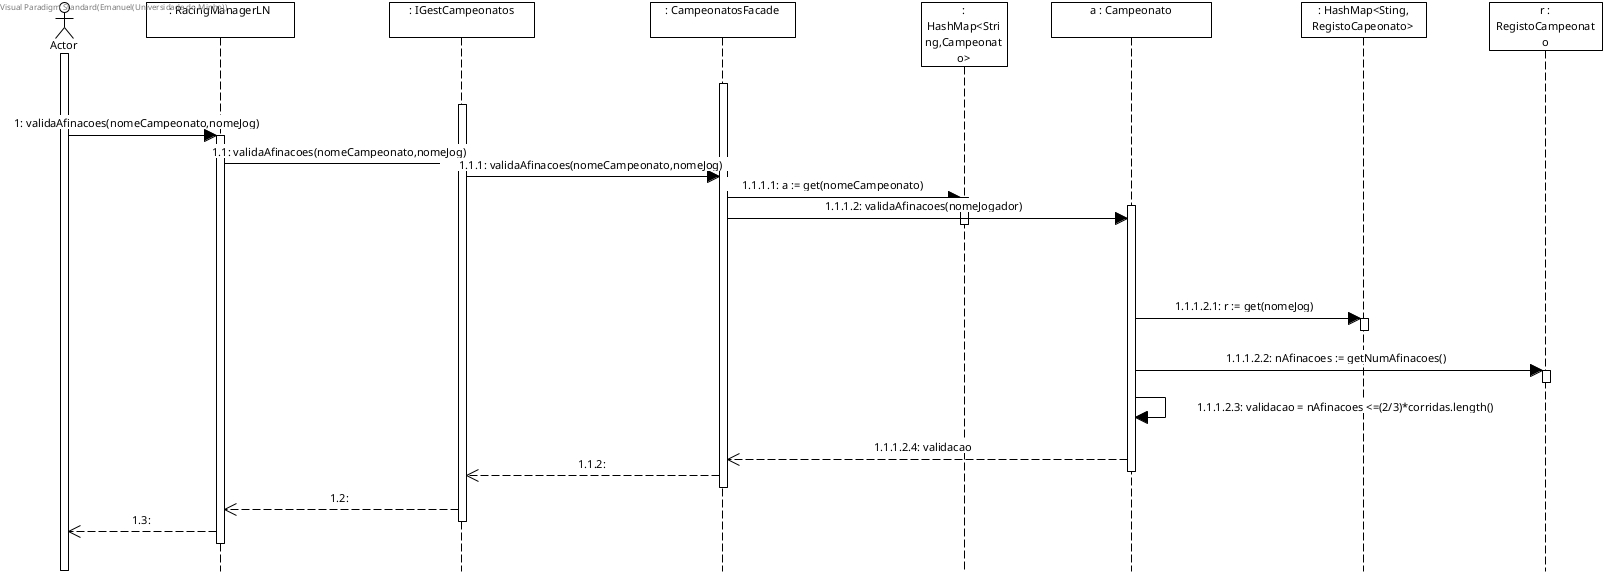 Visual Paradigm Standard(Emanuel(Universidade do Minho))
Actor
: RacingManagerLN
: IGestCampeonatos
: CampeonatosFacade
:
HashMap<Stri
ng,Campeonat
o>
a : Campeonato
: HashMap<Sting,
RegistoCapeonato>
r :
RegistoCampeonat
o
1: validaAfinacoes(nomeCampeonato,nomeJog)
1.1: validaAfinacoes(nomeCampeonato,nomeJog)
1.1.1: validaAfinacoes(nomeCampeonato,nomeJog)
1.1.1.1: a := get(nomeCampeonato)
1.1.1.2: validaAfinacoes(nomeJogador)
1.1.1.2.1: r := get(nomeJog)
1.1.1.2.2: nAfinacoes := getNumAfinacoes()
1.1.1.2.3: validacao = nAfinacoes <=(2/3)*corridas.length()
1.1.1.2.4: validacao
1.1.2:
1.2:
1.3: